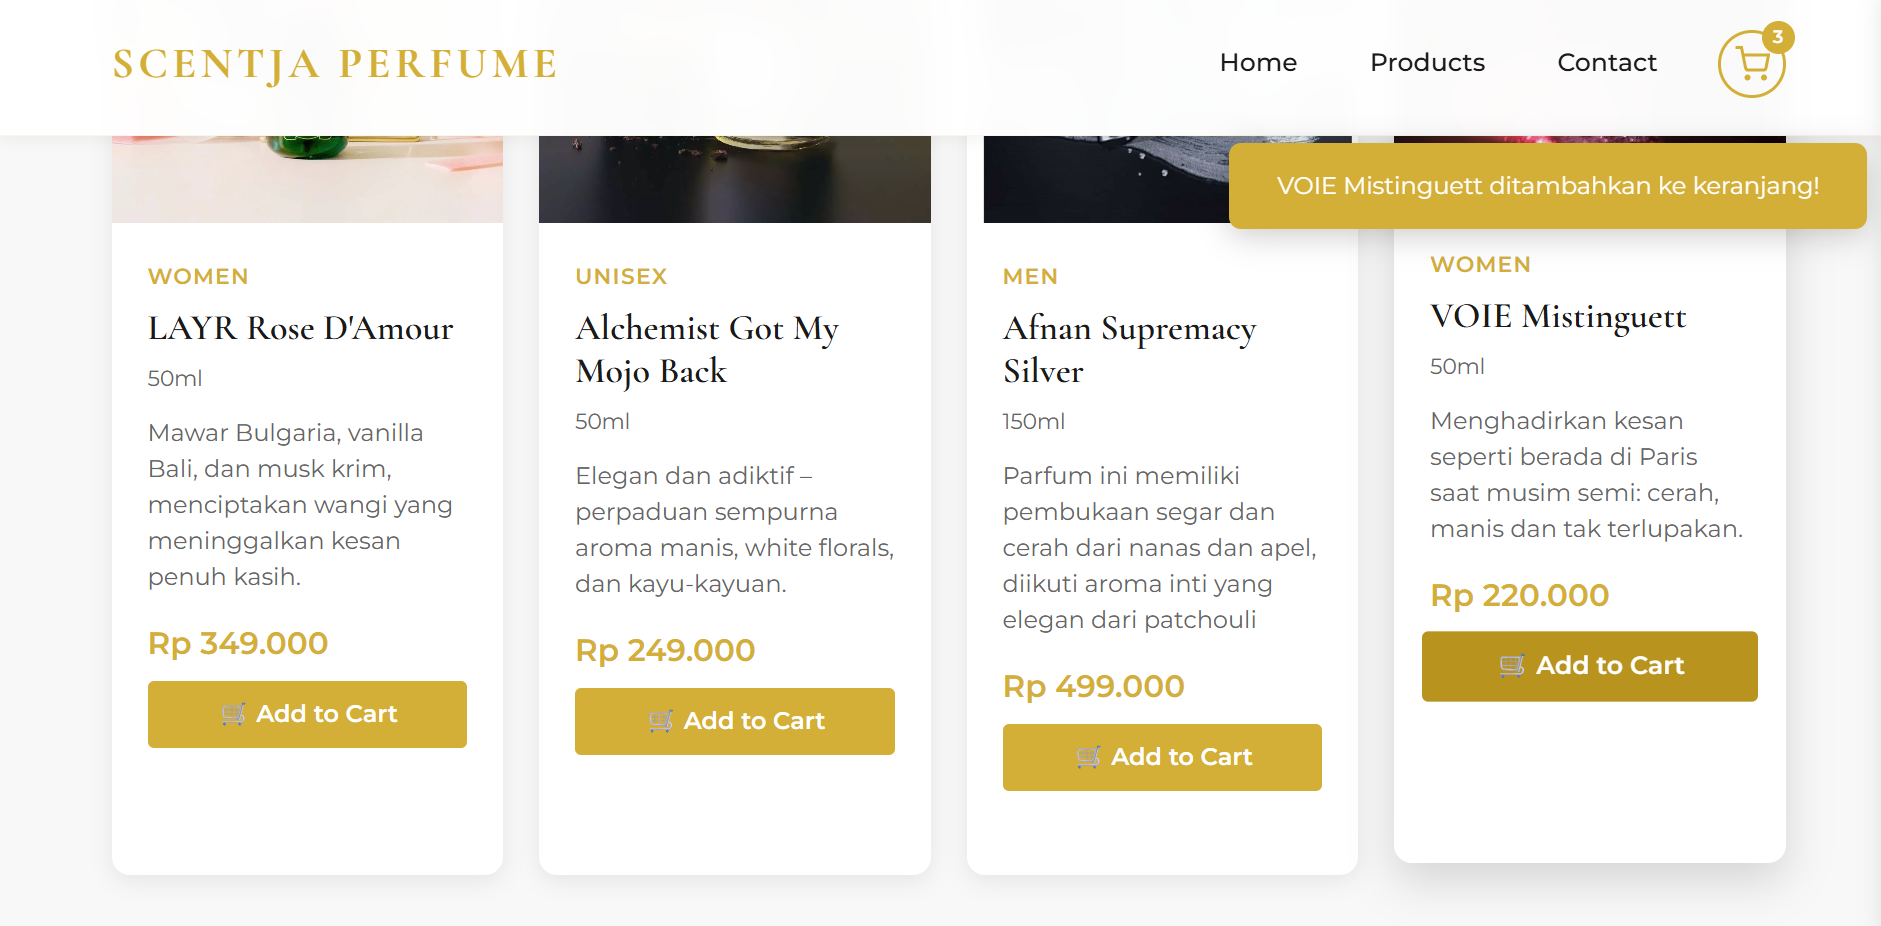 SCENTJA PERFUME
Home
Products
Contact
3
VOIE Mistinguett ditambahkan ke keranjang!
WOMEN
LAYR Rose D'Amour
50ml
Mawar Bulgaria, vanilla
Bali, dan musk krim,
menciptakan wangi yang
meninggalkan kesan
penuh kasih.
Rp 349.000
Add to Cart
UNISEX
Alchemist Got My
Mojo Back
50ml
Elegan dan adiktif –
perpaduan sempurna
aroma manis, white florals,
dan kayu-kayuan.
Rp 249.000
Add to Cart
MEN
Afnan Supremacy
Silver
150ml
Parfum ini memiliki
pembukaan segar dan
cerah dari nanas dan apel,
diikuti aroma inti yang
elegan dari patchouli
Rp 499.000
Add to Cart
WOMEN
VOIE Mistinguett
50ml
Menghadirkan kesan
seperti berada di Paris
saat musim semi: cerah,
manis dan tak terlupakan.
Rp 220.000
Add to Cart